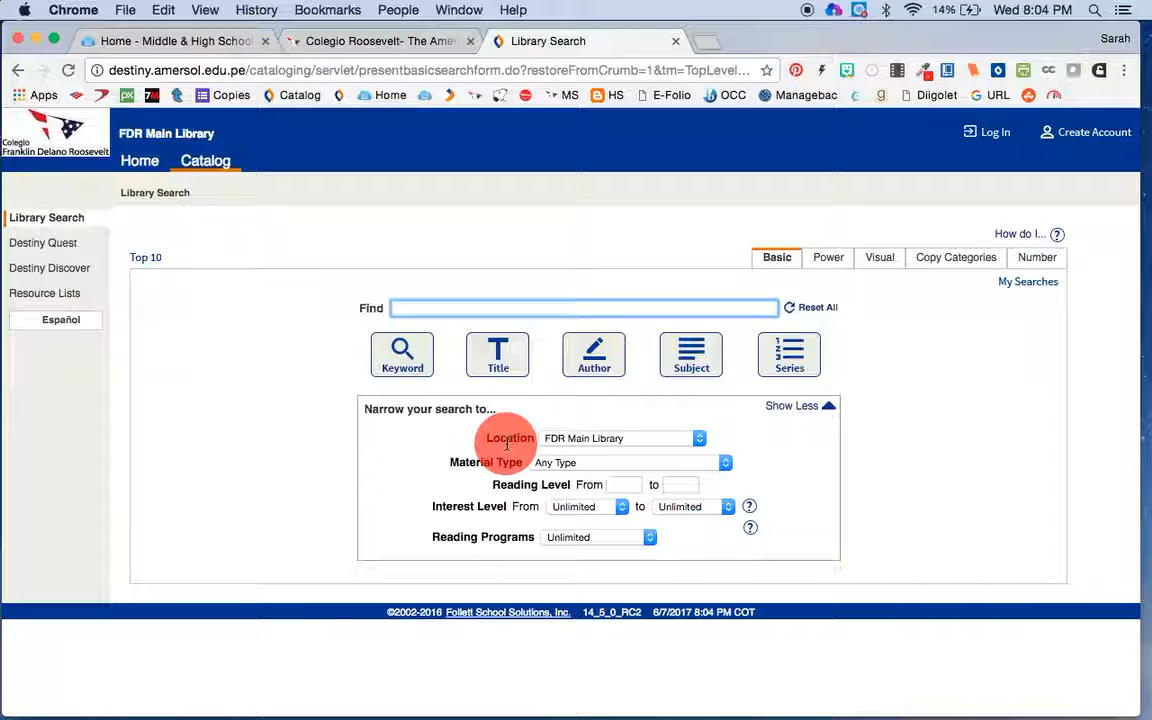 Chrome File Edit View History Bookmarks People Window Help 14% Wed 8:04 PM
Home - Middle & High School Colegio Roosevelt- The Ame Library Search Sarah
destiny.amersol.edu.pe/cataloging/servlet/presentbasicsearchform.do?restoreFromCrumb=1&tm=TopLevel...
Apps Copies Catalog Home MS HS E-Folio OCC Managebac Diigolet URL
Colegio
Franklin Delano Roosevelt
FDR Main Library
Log In Create Account
Home Catalog
Library Search
Library Search
Destiny Quest
Destiny Discover
Resource Lists
Español
How do I...
Top 10
Basic Power Visual Copy Categories Number
My Searches
Find Reset All
Keyword Title Author Subject Series
Narrow your search to... Show Less
Location FDR Main Library
Material Type Any Type
Reading Level From to
Interest Level From Unlimited to Unlimited ?
?
Reading Programs Unlimited
©2002-2016 Follett School Solutions, Inc. 14_5_0_RC2 6/7/2017 8:04 PM COT